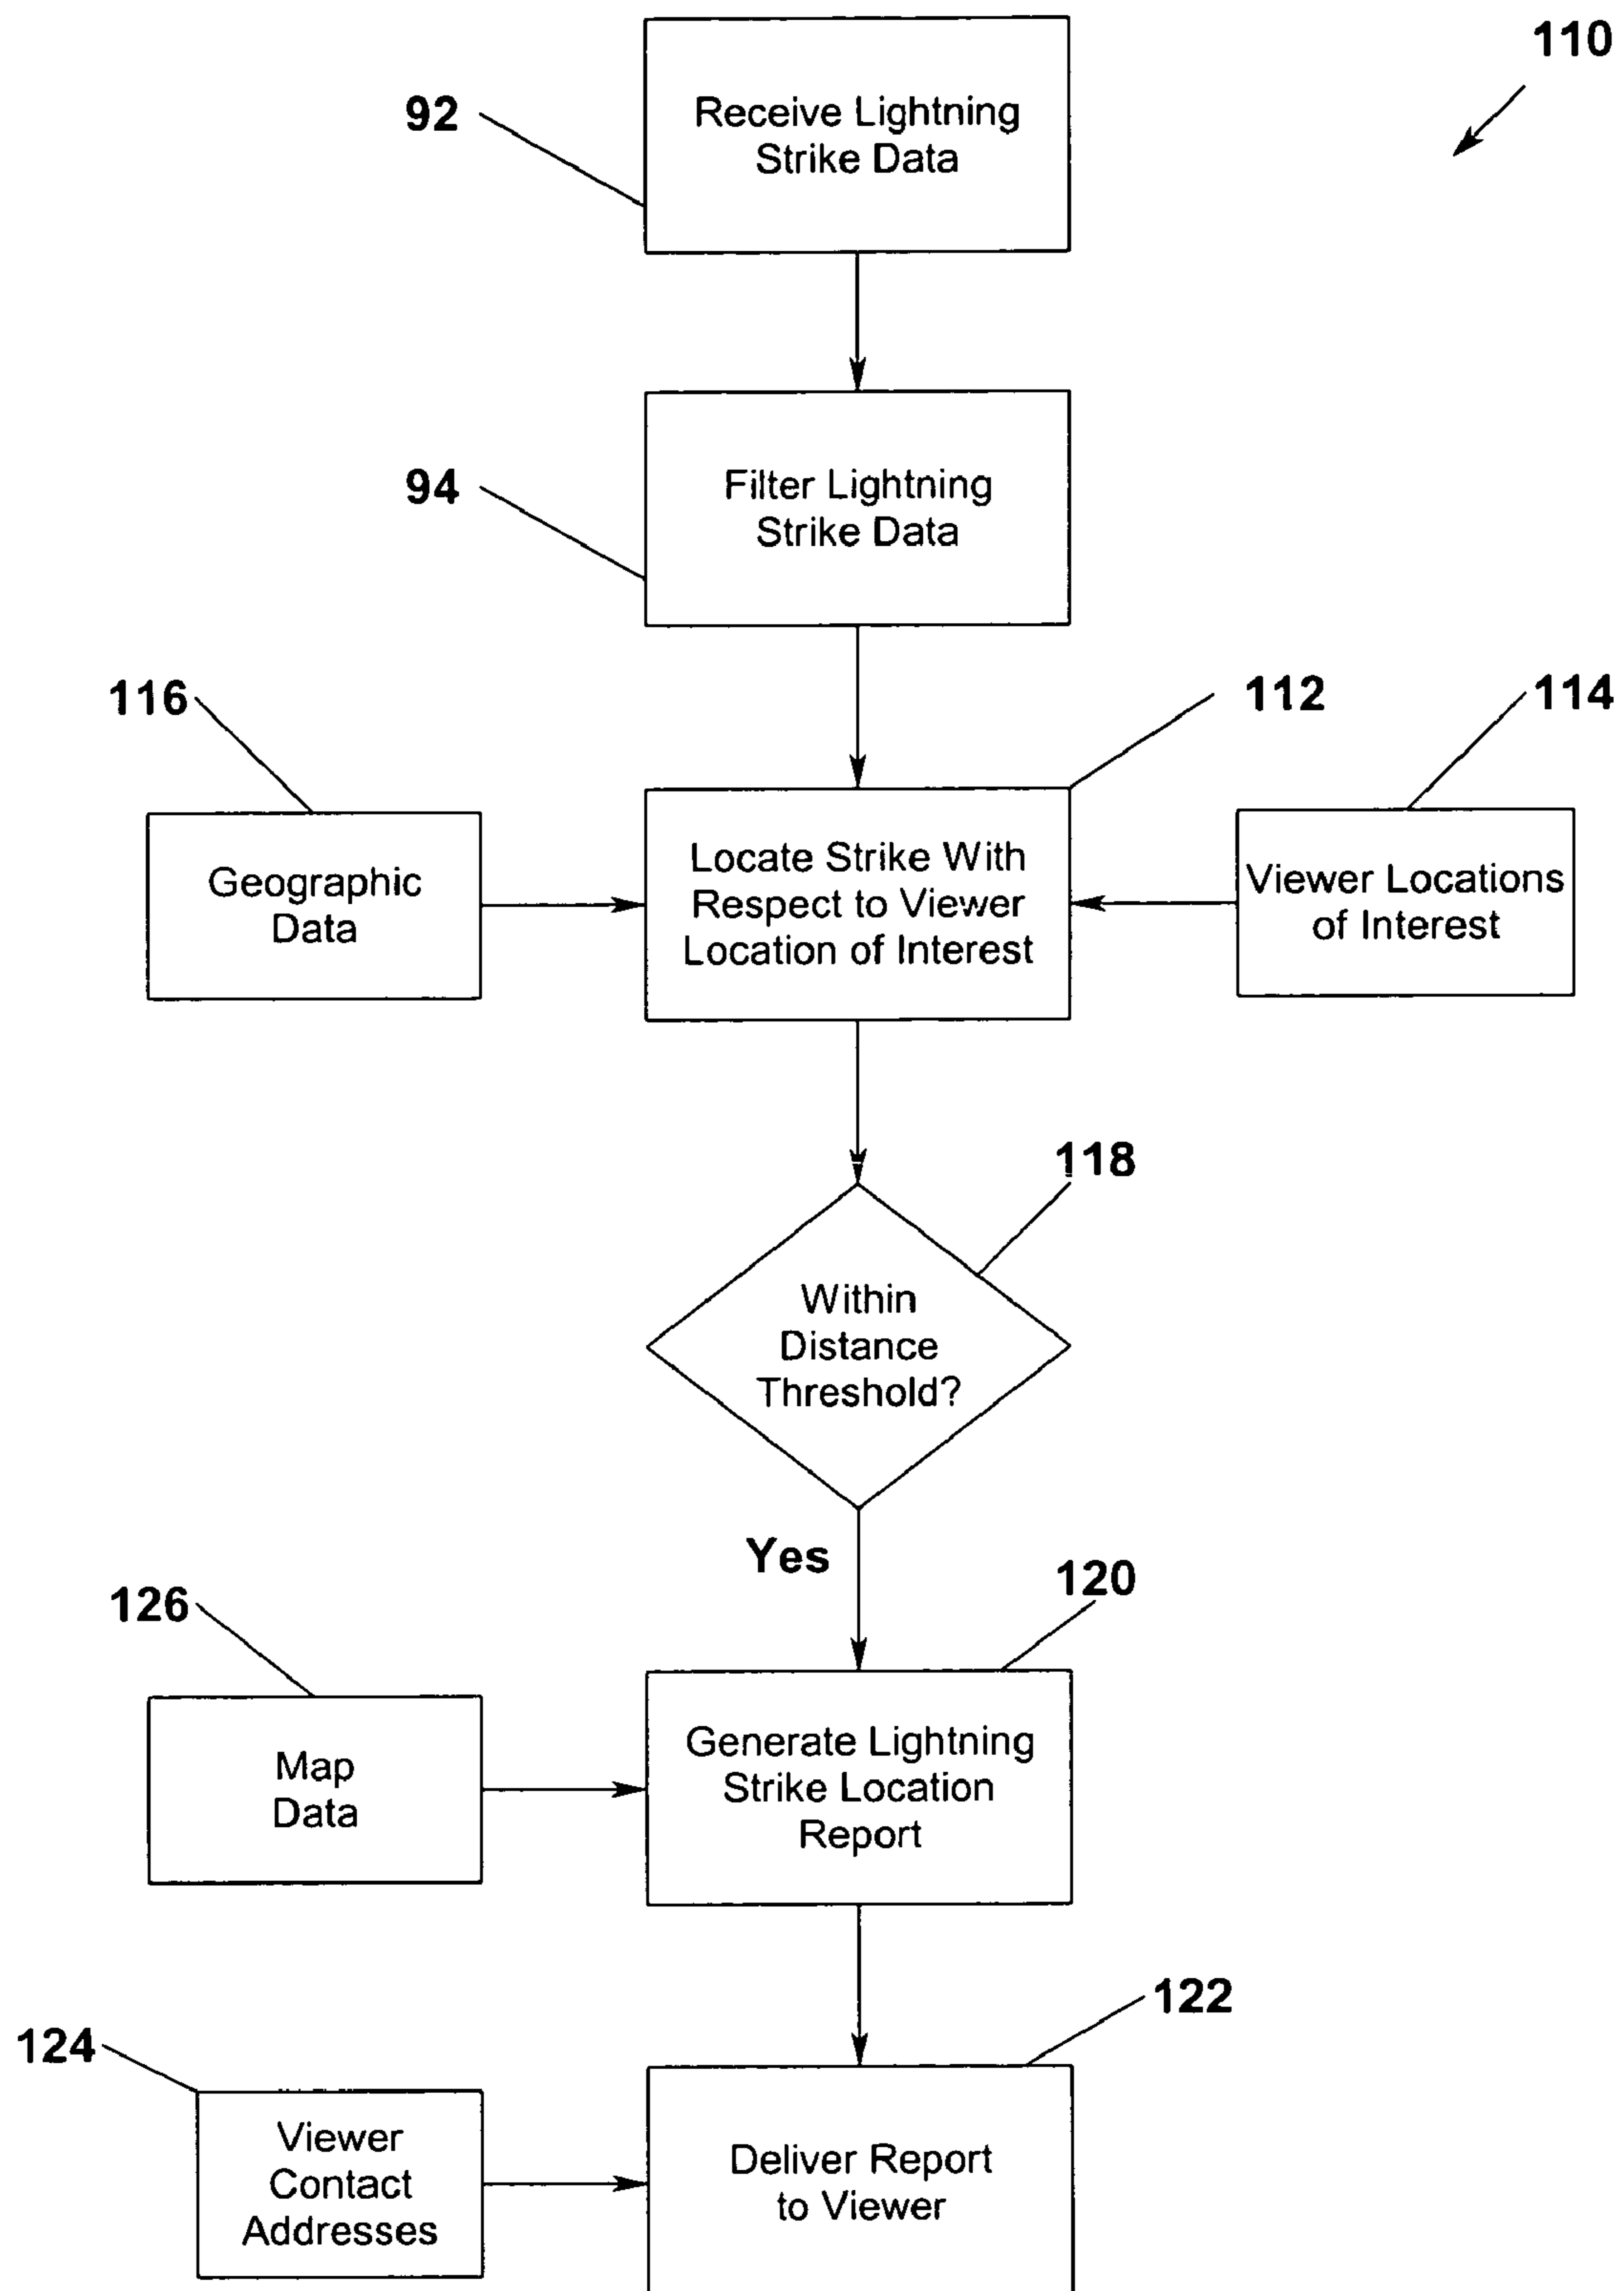 110
92
Receive Lightning
Strike Data
94
Filter Lightning
Strike Data
116
112
114
Geographic
Data
Locate Strike With
Respect to Viewer
Location of Interest
Viewer Locations
of Interest
118
Within
Distance
Threshold?
Yes
120
126
Map
Data
Generate Lightning
Strike Location
Report
122
124
Viewer
Contact
Addresses
Deliver Report
to Viewer